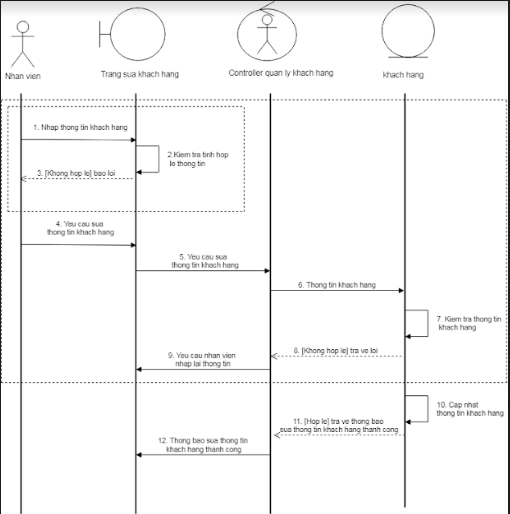 Nhan vien
Trang sua khach hang
Controller quan ly khach hang
khach hang
1. Nhap thong tin khach hang
2.Kiem tra tinh hop
le thong tin
3. [Khong hop le] bao loi
4. Yeu cau sua
thong tin khach hang
5. Yeu cau sua
thong tin khach hang
6. Thong tin khach hang
7. Kiem tra thong tin
khach hang
8. [Khong hop le] tra ve loi
9. Yeu cau nhan vien
nhap lai thong tin
10. Cap nhat
thong tin khach hang
11. [Hop le] tra ve thong bao
sua thong tin khach hang thanh cong
12. Thong bao sua thong tin
khach hang thanh cong